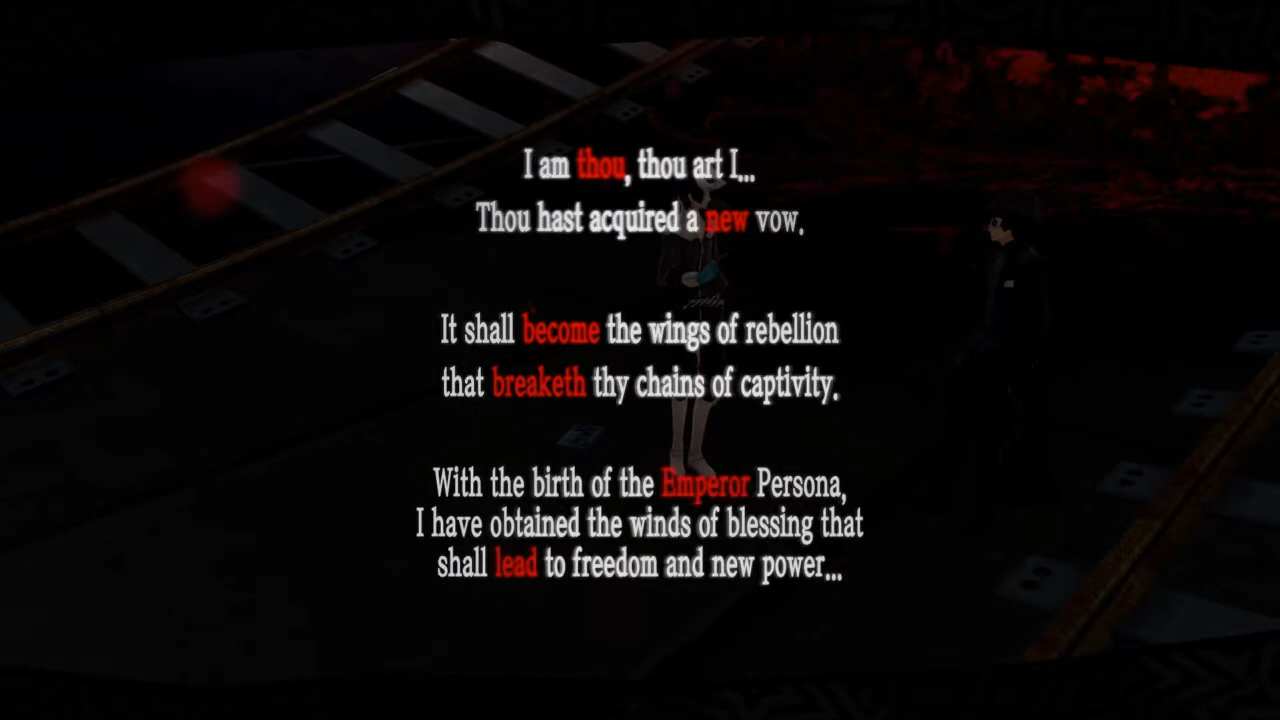 I am thou, thou art I...
Thou hast acquired a new vow.
It shall become the wings of rebellion
that breaketh thy chains of captivity.
With the birth of the Emperor Persona,
I have obtained the winds of blessing that
shall lead to freedom and new power...